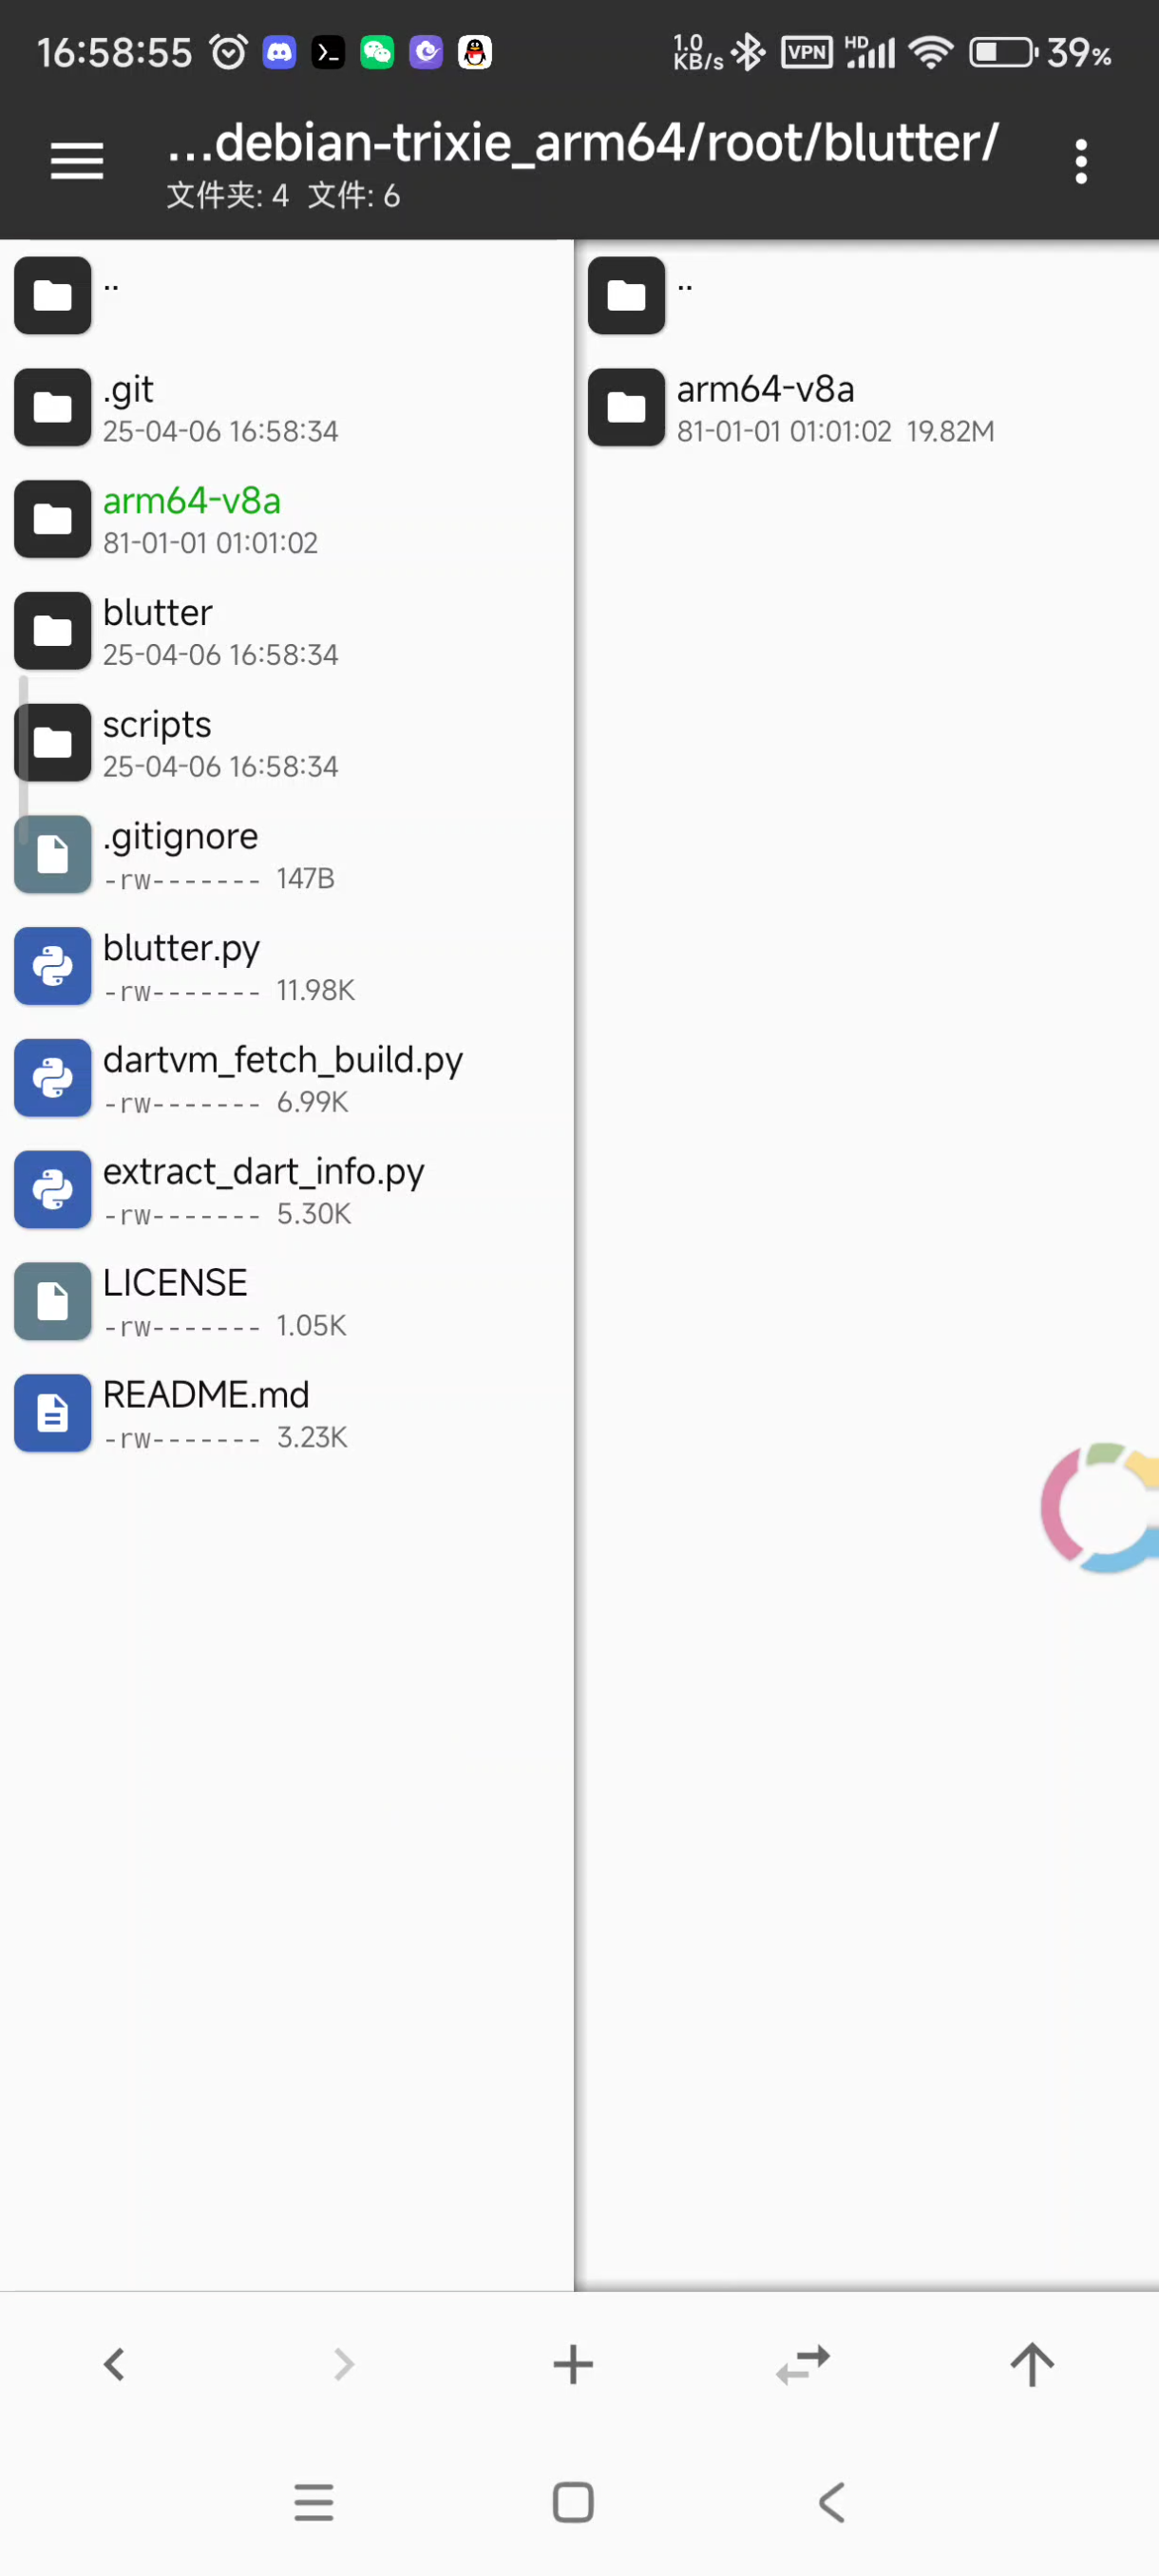 16:58:55 1.0 KB/s VPN HD 39%
…debian-trixie_arm64/root/blutter/
文件夹: 4 文件: 6
..
.git
25-04-06 16:58:34
arm64-v8a
81-01-01 01:01:02
blutter
25-04-06 16:58:34
scripts
25-04-06 16:58:34
.gitignore
-rw------- 147B
blutter.py
-rw------- 11.98K
dartvm_fetch_build.py
-rw------- 6.99K
extract_dart_info.py
-rw------- 5.30K
LICENSE
-rw------- 1.05K
README.md
-rw------- 3.23K
..
arm64-v8a
81-01-01 01:01:02 19.82M